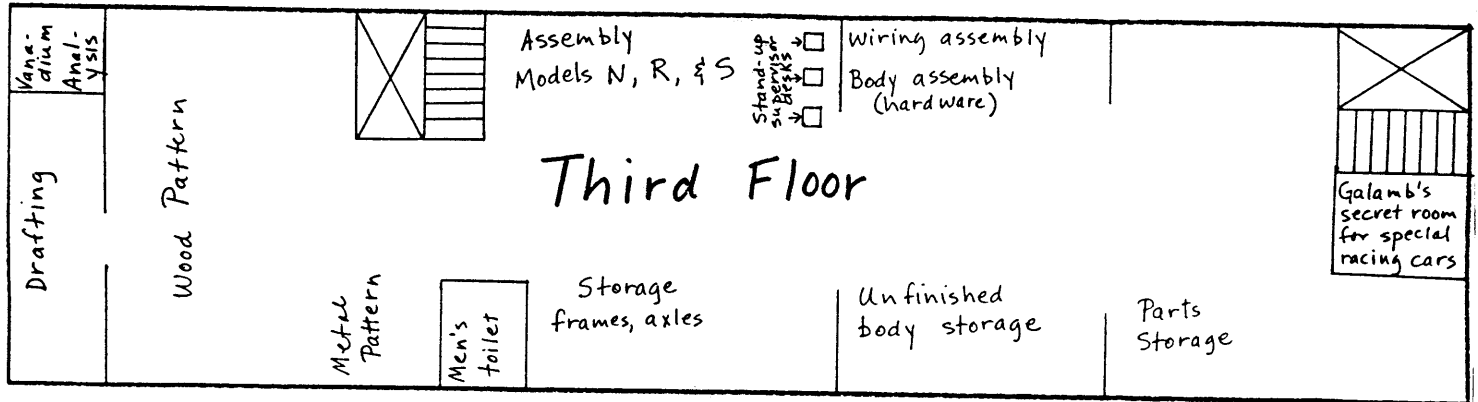 Vana-
dium
Anal-
ysis
Drafting
Wood Pattern
Assembly
Models N, R, & S
Stand-up
supervisor
desks
Wiring assembly
Body assembly
(hardware)
Third Floor
Galamb's
secret room
for special
racing cars
Metal
Pattern
Men's
toilet
Storage
frames, axles
Unfinished
body storage
Parts
Storage